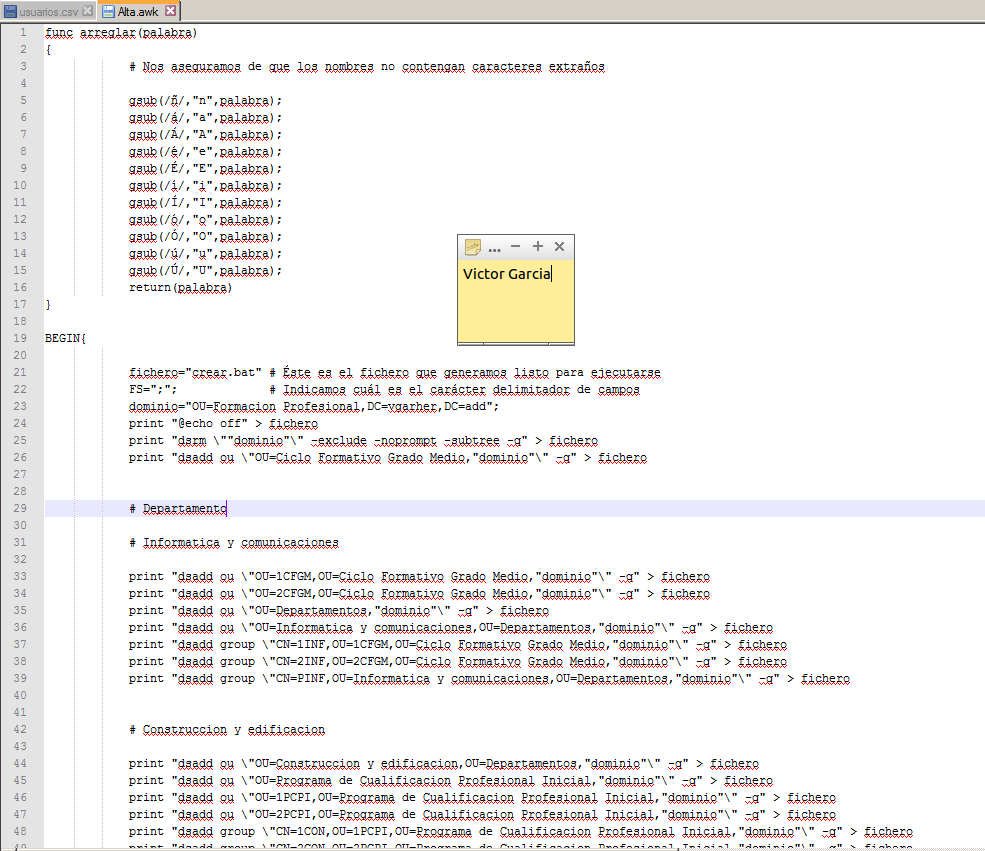 usuarios.csv Alta.awk
1 func arreglar(palabra)
2 {
3 # Nos aseguramos de que los nombres no contengan caracteres extraños
4
5 gsub(/ñ/,"n",palabra);
6 gsub(/á/,"a",palabra);
7 gsub(/Á/,"A",palabra);
8 gsub(/é/,"e",palabra);
9 gsub(/É/,"E",palabra);
10 gsub(/í/,"i",palabra);
11 gsub(/Í/,"I",palabra);
12 gsub(/ó/,"o",palabra);
13 gsub(/Ó/,"O",palabra);
14 gsub(/ú/,"u",palabra);
15 gsub(/Ú/,"U",palabra);
16 return(palabra)
17 }
18
19 BEGIN{
20
21 fichero="crear.bat" # Éste es el fichero que generamos listo para ejecutarse
22 FS=";"; # Indicamos cuál es el carácter delimitador de campos
23 dominio="OU=Formacion Profesional,DC=vgarher,DC=add";
24 print "@echo off" > fichero
25 print "dsrm \""dominio"\" -exclude -noprompt -subtree -q" > fichero
26 print "dsadd ou \"OU=Ciclo Formativo Grado Medio,"dominio"\" -q" > fichero
27
28
29 # Departamento
30
31 # Informatica y comunicaciones
32
33 print "dsadd ou \"OU=1CFGM,OU=Ciclo Formativo Grado Medio,"dominio"\" -q" > fichero
34 print "dsadd ou \"OU=2CFGM,OU=Ciclo Formativo Grado Medio,"dominio"\" -q" > fichero
35 print "dsadd ou \"OU=Departamentos,"dominio"\" -q" > fichero
36 print "dsadd ou \"OU=Informatica y comunicaciones,OU=Departamentos,"dominio"\" -q" > fichero
37 print "dsadd group \"CN=1INF,OU=1CFGM,OU=Ciclo Formativo Grado Medio,"dominio"\" -q" > fichero
38 print "dsadd group \"CN=2INF,OU=2CFGM,OU=Ciclo Formativo Grado Medio,"dominio"\" -q" > fichero
39 print "dsadd group \"CN=PINF,OU=Informatica y comunicaciones,OU=Departamentos,"dominio"\" -q" > fichero
40
41
42 # Construccion y edificacion
43
44 print "dsadd ou \"OU=Construccion y edificacion,OU=Departamentos,"dominio"\" -q" > fichero
45 print "dsadd ou \"OU=Programa de Cualificacion Profesional Inicial,"dominio"\" -q" > fichero
46 print "dsadd ou \"OU=1PCPI,OU=Programa de Cualificacion Profesional Inicial,"dominio"\" -q" > fichero
47 print "dsadd ou \"OU=2PCPI,OU=Programa de Cualificacion Profesional Inicial,"dominio"\" -q" > fichero
48 print "dsadd group \"CN=1CON,OU=1PCPI,OU=Programa de Cualificacion Profesional Inicial,"dominio"\" -q" > fichero
49 print "dsadd group \"CN=2CON,OU=2PCPI,OU=Programa de Cualificacion Profesional Inicial,"dominio"\" -q" > fichero
...
Victor Garcia